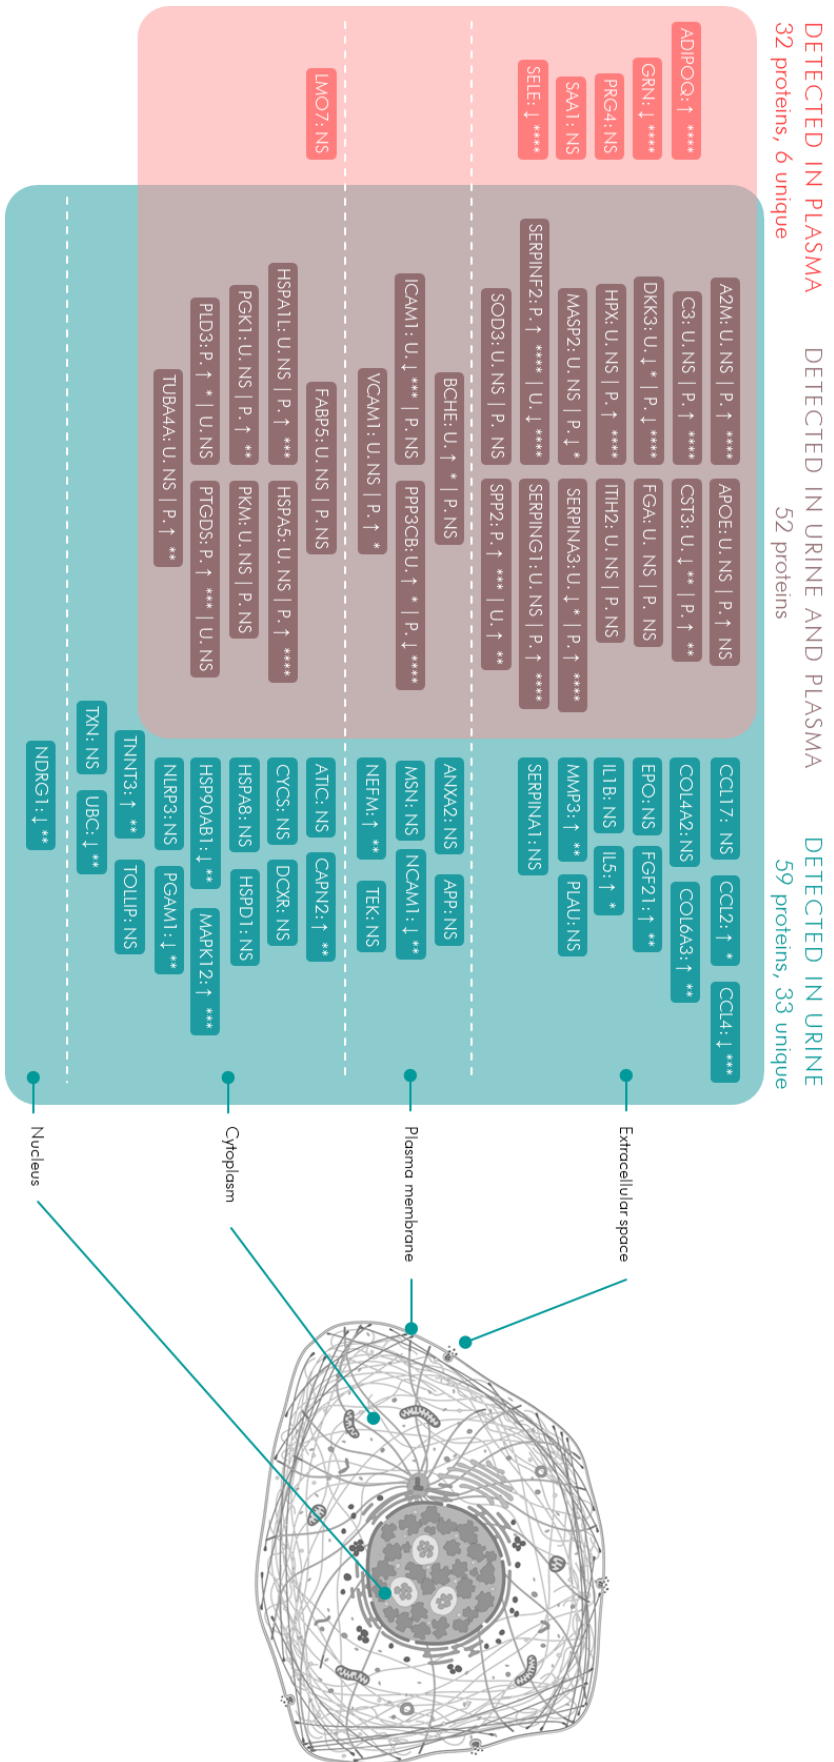 DETECTED IN PLASMA
32 proteins, 6 unique
DETECTED IN URINE AND PLASMA
52 proteins
DETECTED IN URINE
59 proteins, 33 unique
ADIPOQ: ↑ ****
GRN: ↓ ****
PRG4: NS
SAA1: NS
SELE: ↓ ****
LMO7: NS
A2M: U. NS | P. ↑ ****
APOE: U. NS | P. ↑ NS
C3: U. NS | P. ↑ ****
CST3: U. ↓ ** | P. ↑ **
DKK3: U. ↓ * | P. ↓ ****
FGA: U. NS | P. NS
HPX: U. NS | P. ↑ ****
ITIH2: U. NS | P. NS
MASP2: U. NS | P. ↓ *
SERPINA3: U. ↓ * | P. ↑ ****
SERPINF2: P. ↑ **** | U. ↓ ****
SERPING1: U. NS | P. ↑ ****
SOD3: U. NS | P. NS
SPP2: P. ↑ *** | U. ↑ **
BCHE: U. ↑ * | P. NS
ICAM1: U. ↓ *** | P. NS
PPP3CB: U. ↑ * | P. ↓ ****
VCAM1: U. NS | P. ↑ *
FABP5: U. NS | P. NS
HSPA1L: U. NS | P. ↑ ***
HSPA5: U. NS | P. ↑ ****
PGK1: U. NS | P. ↑ **
PKM: U. NS | P. NS
PLD3: P. ↑ * | U. NS
PTGDS: P. ↑ *** | U. NS
TUBA4A: U. NS | P. ↑ **
CCL17: NS
CCL2: ↑ *
CCL4: ↓ ***
COL4A2: NS
COL6A3: ↑ **
EPO: NS
FGF21: ↑ **
IL1B: NS
IL5: ↑ *
MMP3: ↑ **
PLAU: NS
SERPINA1: NS
ANXA2: NS
APP: NS
MSN: NS
NCAM1: ↓ **
NEFM: ↑ **
TEK: NS
ATIC: NS
CAPN2: ↑ **
CYCS: NS
DCXR: NS
HSPA8: NS
HSPD1: NS
HSP90AB1: ↓ **
MAPK12: ↑ ***
NLRP3: NS
PGAM1: ↓ **
TNNT3: ↑ **
TOLLIP: NS
TXN: NS
UBC: ↓ **
NDRG1: ↓ **
Extracellular space
Plasma membrane
Cytoplasm
Nucleus